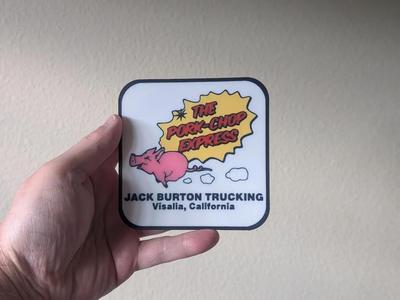 THE
PORK-CHOP
EXPRESS
JACK BURTON TRUCKING
Visalia, California